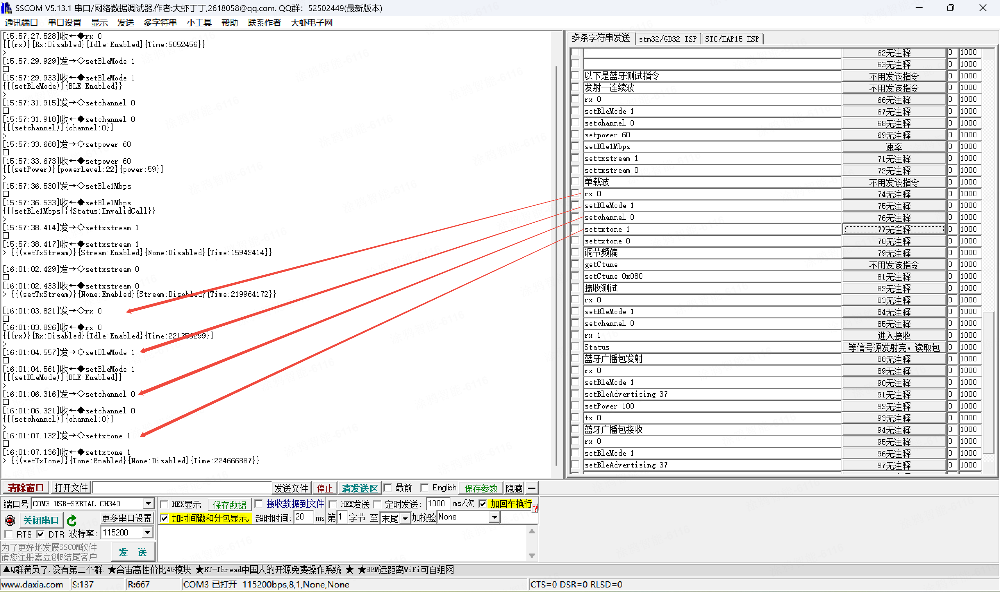 SSCOM V5.13.1 串口/网络数据调试器,作者:大虾丁丁,2618058@qq.com. QQ群：52502449(最新版本)
通讯端口 串口设置 显示 发送 多字符串 小工具 帮助 联系作者 大虾电子网
[15:57:27.528]收←◆rx 0
{{(rx)}{Rx:Disabled}{Idle:Enabled}{Time:5052456}}
>
[15:57:29.929]发→◇setBleMode 1
□
[15:57:29.933]收←◆setBleMode 1
{{(setBleMode)}{BLE:Enabled}}
>
[15:57:31.915]发→◇setchannel 0
□
[15:57:31.918]收←◆setchannel 0
{{(setchannel)}{channel:0}}
>
[15:57:33.668]发→◇setpower 60
□
[15:57:33.673]收←◆setpower 60
{{(setPower)}{powerLevel:22}{power:59}}
>
[15:57:36.530]发→◇setBle1Mbps
□
[15:57:36.533]收←◆setBle1Mbps
{{(setBle1Mbps)}{Status:InvalidCall}}
>
[15:57:38.414]发→◇settxstream 1
□
[15:57:38.417]收←◆settxstream 1
> {{(setTxStream)}{Stream:Enabled}{None:Disabled}{Time:15942414}}
[16:01:02.429]发→◇settxstream 0
□
[16:01:02.433]收←◆settxstream 0
> {{(setTxStream)}{None:Enabled}{Stream:Disabled}{Time:219964172}}
[16:01:03.821]发→◇rx 0
□
[16:01:03.826]收←◆rx 0
{{(rx)}{Rx:Disabled}{Idle:Enabled}
>
[16:01:04.557]发→◇setBleMode 1
□
[16:01:04.561]收←◆setBleMode 1
{{(setBleMode)}{BLE:Enabled}}
>
[16:01:06.316]发→◇setchannel 0
□
[16:01:06.321]收←◆setchannel 0
{{(setchannel)}{channel:0}}
>
[16:01:07.132]发→◇settxtone 1
□
[16:01:07.136]收←◆settxtone 1
> {{(setTxTone)}{Tone:Enabled}{None:Disabled}{Time:224666887}}
多条字符串发送 stm32/GD32 ISP STC/IAP15 ISP
62无注释 0 1000
63无注释 0 1000
以下是蓝牙测试指令 不用发该指令 0 1000
发射一连续波 不用发该指令 0 1000
rx 0 66无注释 0 1000
setBleMode 1 67无注释 0 1000
setchannel 0 68无注释 0 1000
setpower 60 69无注释 0 1000
setBle1Mbps 速率 0 1000
settxstream 1 71无注释 0 1000
settxstream 0 72无注释 0 1000
单载波 不用发该指令 0 1000
rx 0 74无注释 0 1000
setBleMode 1 75无注释 0 1000
setchannel 0 76无注释 0 1000
settxtone 1 77无注释 0 1000
settxtone 0 78无注释 0 1000
调节频偏 79无注释 0 1000
getCtune 不用发该指令 0 1000
setCtune 0x080 81无注释 0 1000
接收测试 82无注释 0 1000
rx 0 83无注释 0 1000
setBleMode 1 84无注释 0 1000
setchannel 0 85无注释 0 1000
rx 1 进入接收 0 1000
Status 等信号源发射完，读取包 0 1000
蓝牙广播包发射 88无注释 0 1000
rx 0 89无注释 0 1000
setBleMode 1 90无注释 0 1000
setBleAdvertising 37 91无注释 0 1000
setPower 100 92无注释 0 1000
tx 0 93无注释 0 1000
蓝牙广播包接收 94无注释 0 1000
rx 0 95无注释 0 1000
setBleMode 1 96无注释 0 1000
setBleAdvertising 37 97无注释 0 1000
清除窗口 打开文件 发送文件 停止 清发送区 最前 English 保存参数 隐藏 —
端口号 COM3 USB-SERIAL CH340 HEX显示 保存数据 接收数据到文件 HEX发送 定时发送: 1000 ms/次 加回车换行 ?
关闭串口 更多串口设置 加时间戳和分包显示, 超时时间: 20 ms 第1 字节 至 末尾 加校验 None
RTS DTR 波特率: 115200
为了更好地发展SSCOM软件
请您注册嘉立创F结尾客户
发 送
▲Q群满员了,没有第二个群. ★合宙高性价比4G模块 ★RT-Thread中国人的开源免费操作系统 ★ ★8KM远距离WiFi可自组网
www.daxia.com S:137 R:667 COM3 已打开 115200bps,8,1,None,None CTS=0 DSR=0 RLSD=0
涂鸦智能-6116